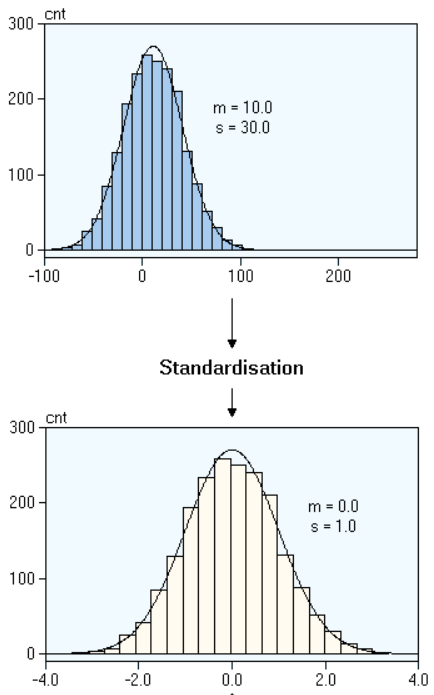 300 cnt
m = 10.0
s = 30.0
200
100
0
-100 0 100 200
Standardisation
300 cnt
m = 0.0
s = 1.0
200
100
0
-4.0 -2.0 0.0 2.0 4.0